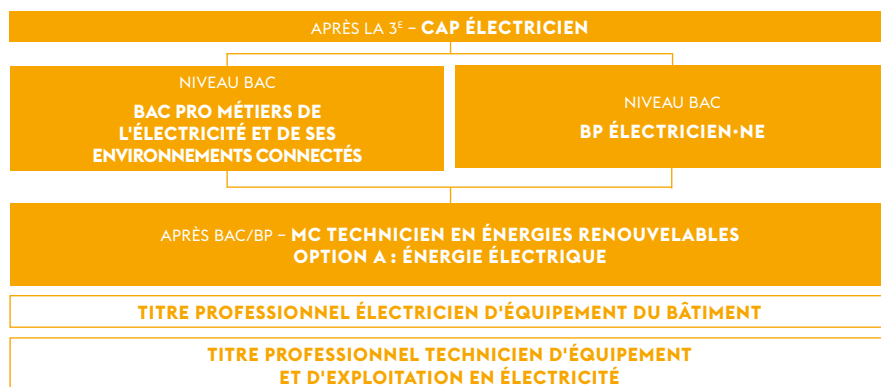 APRÈS LA 3E – CAP ÉLECTRICIEN
NIVEAU BAC
BAC PRO MÉTIERS DE
L'ÉLECTRICITÉ ET DE SES
ENVIRONNEMENTS CONNECTÉS
NIVEAU BAC
BP ÉLECTRICIEN·NE
APRÈS BAC/BP – MC TECHNICIEN EN ÉNERGIES RENOUVELABLES
OPTION A : ÉNERGIE ÉLECTRIQUE
TITRE PROFESSIONNEL ÉLECTRICIEN D'ÉQUIPEMENT DU BÂTIMENT
TITRE PROFESSIONNEL TECHNICIEN D'ÉQUIPEMENT
ET D'EXPLOITATION EN ÉLECTRICITÉ